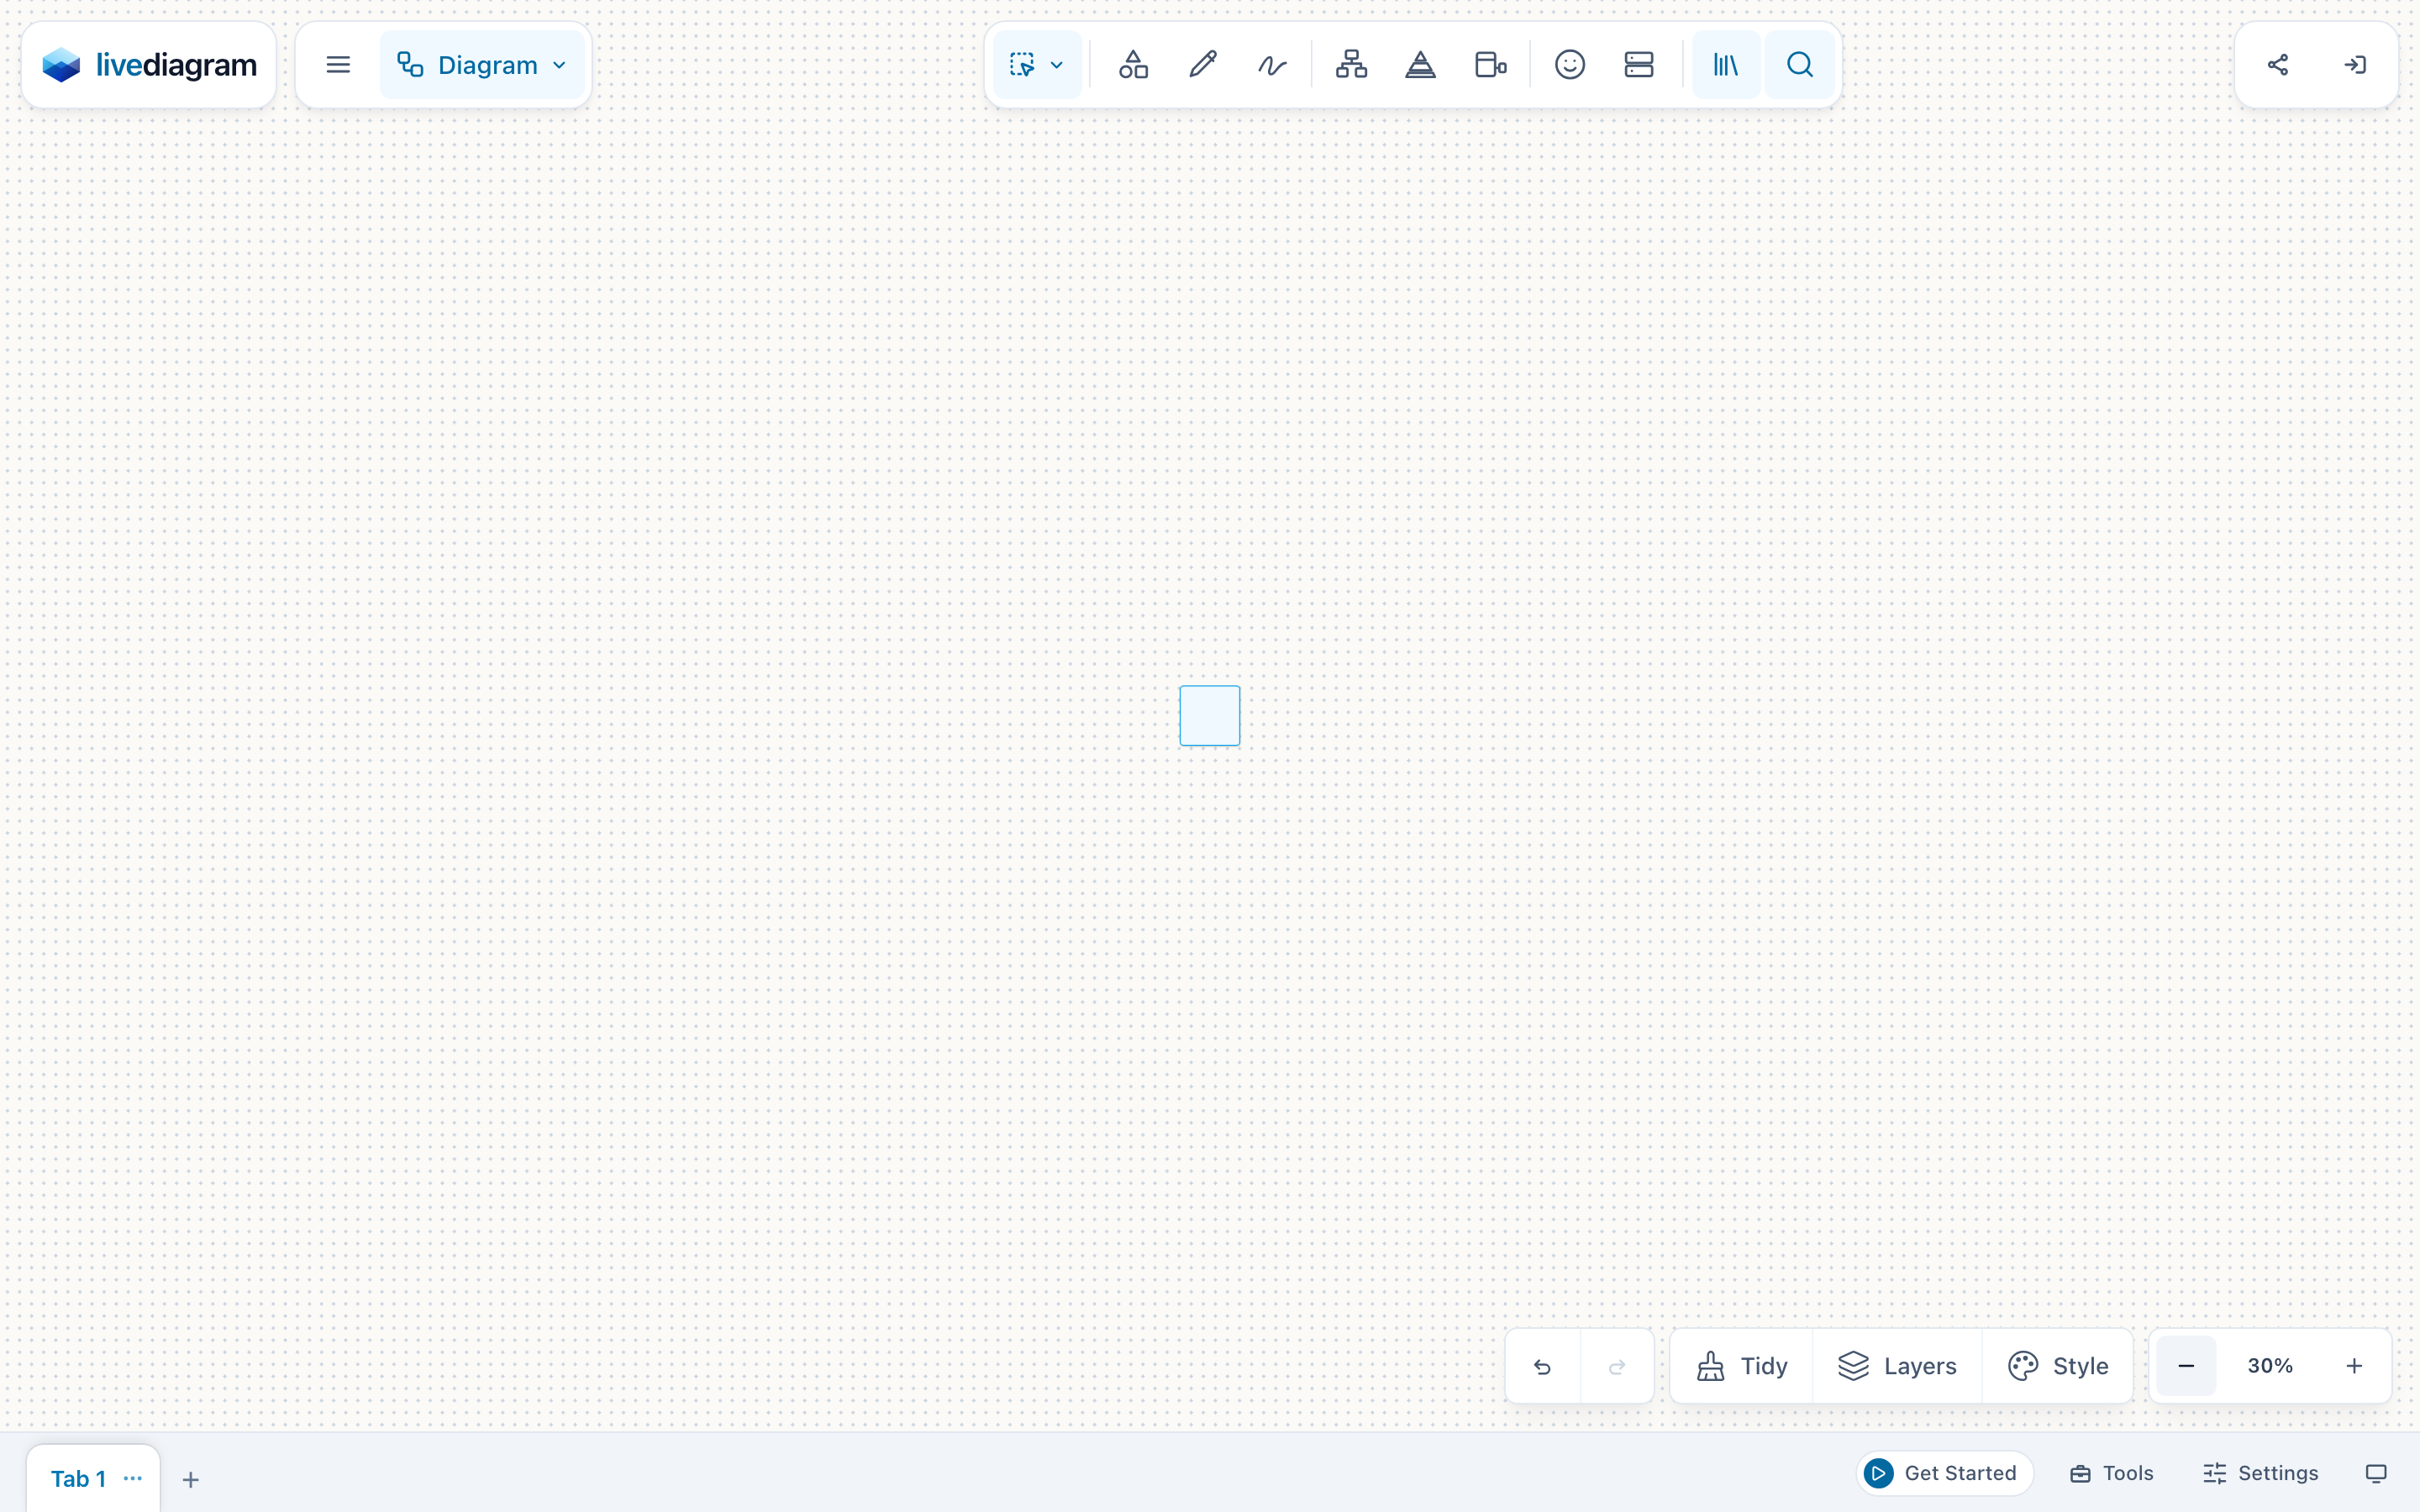 livediagram
Diagram
Tidy
Layers
Style
30%
Tab 1
Get Started
Tools
Settings